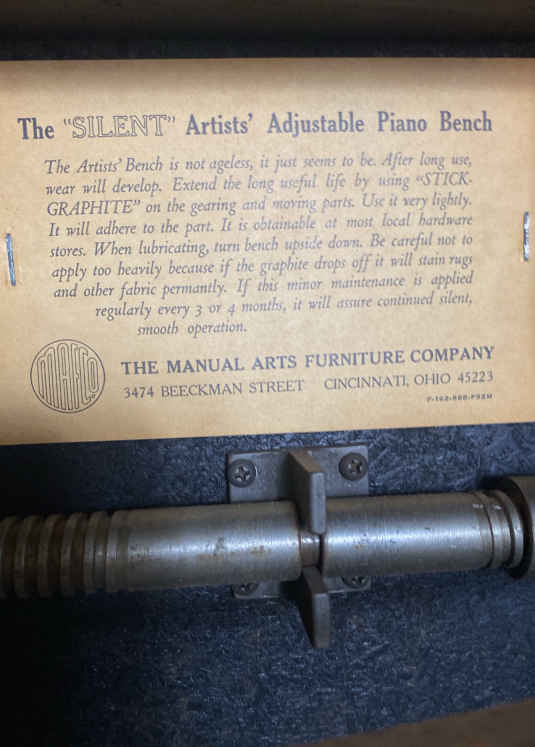 The "SILENT" Artists' Adjustable Piano Bench
The Artists' Bench is not ageless, it just seems to be. After long use,
wear will develop. Extend the long useful life by using "STICK-
GRAPHITE" on the gearing and moving parts. Use it very lightly.
It will adhere to the part. It is obtainable at most local hardware
stores. When lubricating, turn bench upside down. Be careful not to
apply too heavily because if the graphite drops off it will stain rugs
and other fabric permantly. If this minor maintenance is applied
regularly every 3 or 4 months, it will assure continued silent,
smooth operation.
MAFCO
THE MANUAL ARTS FURNITURE COMPANY
3474 BEECKMAN STREET CINCINNATI, OHIO 45223